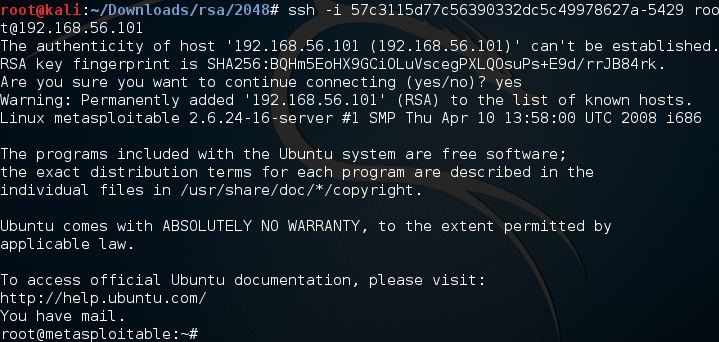 root@kali:~/Downloads/rsa/2048# ssh -i 57c3115d77c56390332dc5c49978627a-5429 roo
t@192.168.56.101
The authenticity of host '192.168.56.101 (192.168.56.101)' can't be established.
RSA key fingerprint is SHA256:BQHm5EoHX9GCiOLuVscegPXLQOsuPs+E9d/rrJB84rk.
Are you sure you want to continue connecting (yes/no)? yes
Warning: Permanently added '192.168.56.101' (RSA) to the list of known hosts.
Linux metasploitable 2.6.24-16-server #1 SMP Thu Apr 10 13:58:00 UTC 2008 i686

The programs included with the Ubuntu system are free software;
the exact distribution terms for each program are described in the
individual files in /usr/share/doc/*/copyright.

Ubuntu comes with ABSOLUTELY NO WARRANTY, to the extent permitted by
applicable law.

To access official Ubuntu documentation, please visit:
http://help.ubuntu.com/
You have mail.
root@metasploitable:~#